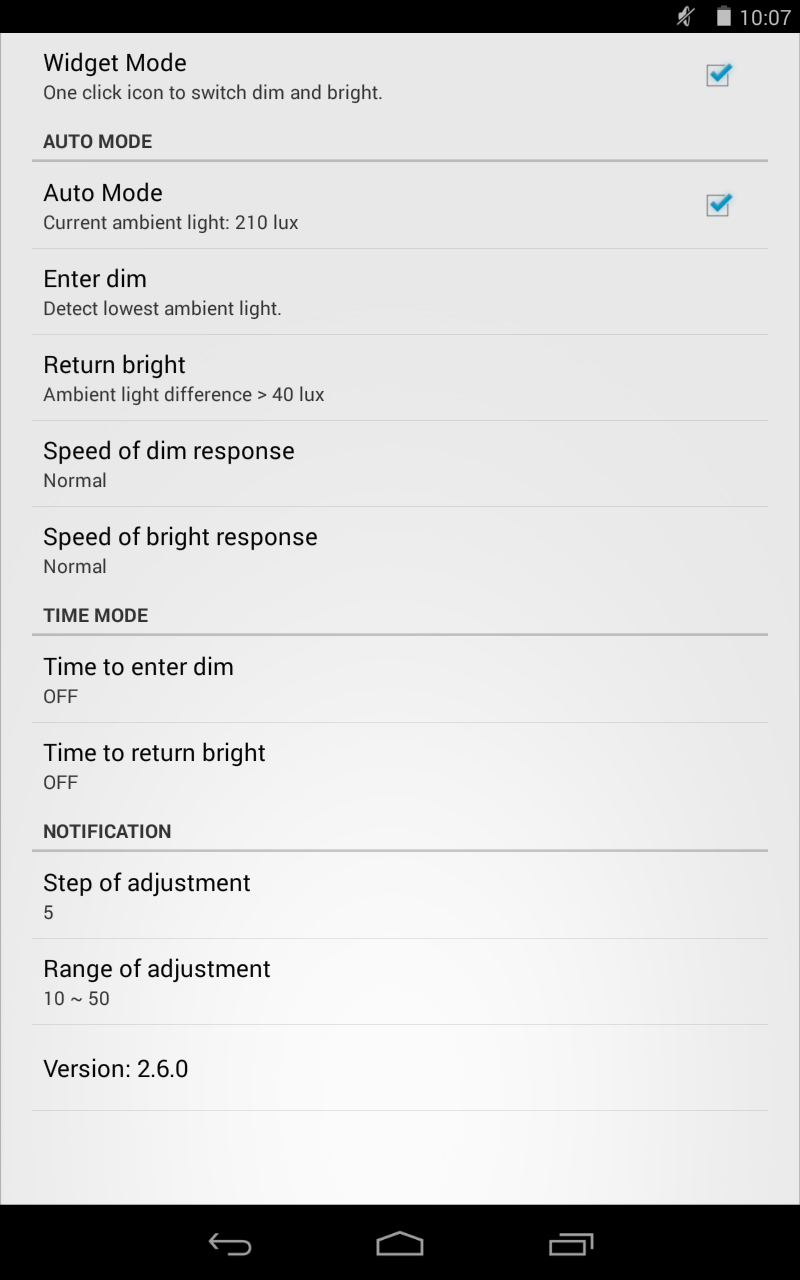 10:07
Widget Mode
One click icon to switch dim and bright.
AUTO MODE
Auto Mode
Current ambient light: 210 lux
Enter dim
Detect lowest ambient light.
Return bright
Ambient light difference > 40 lux
Speed of dim response
Normal
Speed of bright response
Normal
TIME MODE
Time to enter dim
OFF
Time to return bright
OFF
NOTIFICATION
Step of adjustment
5
Range of adjustment
10 ~ 50
Version: 2.6.0